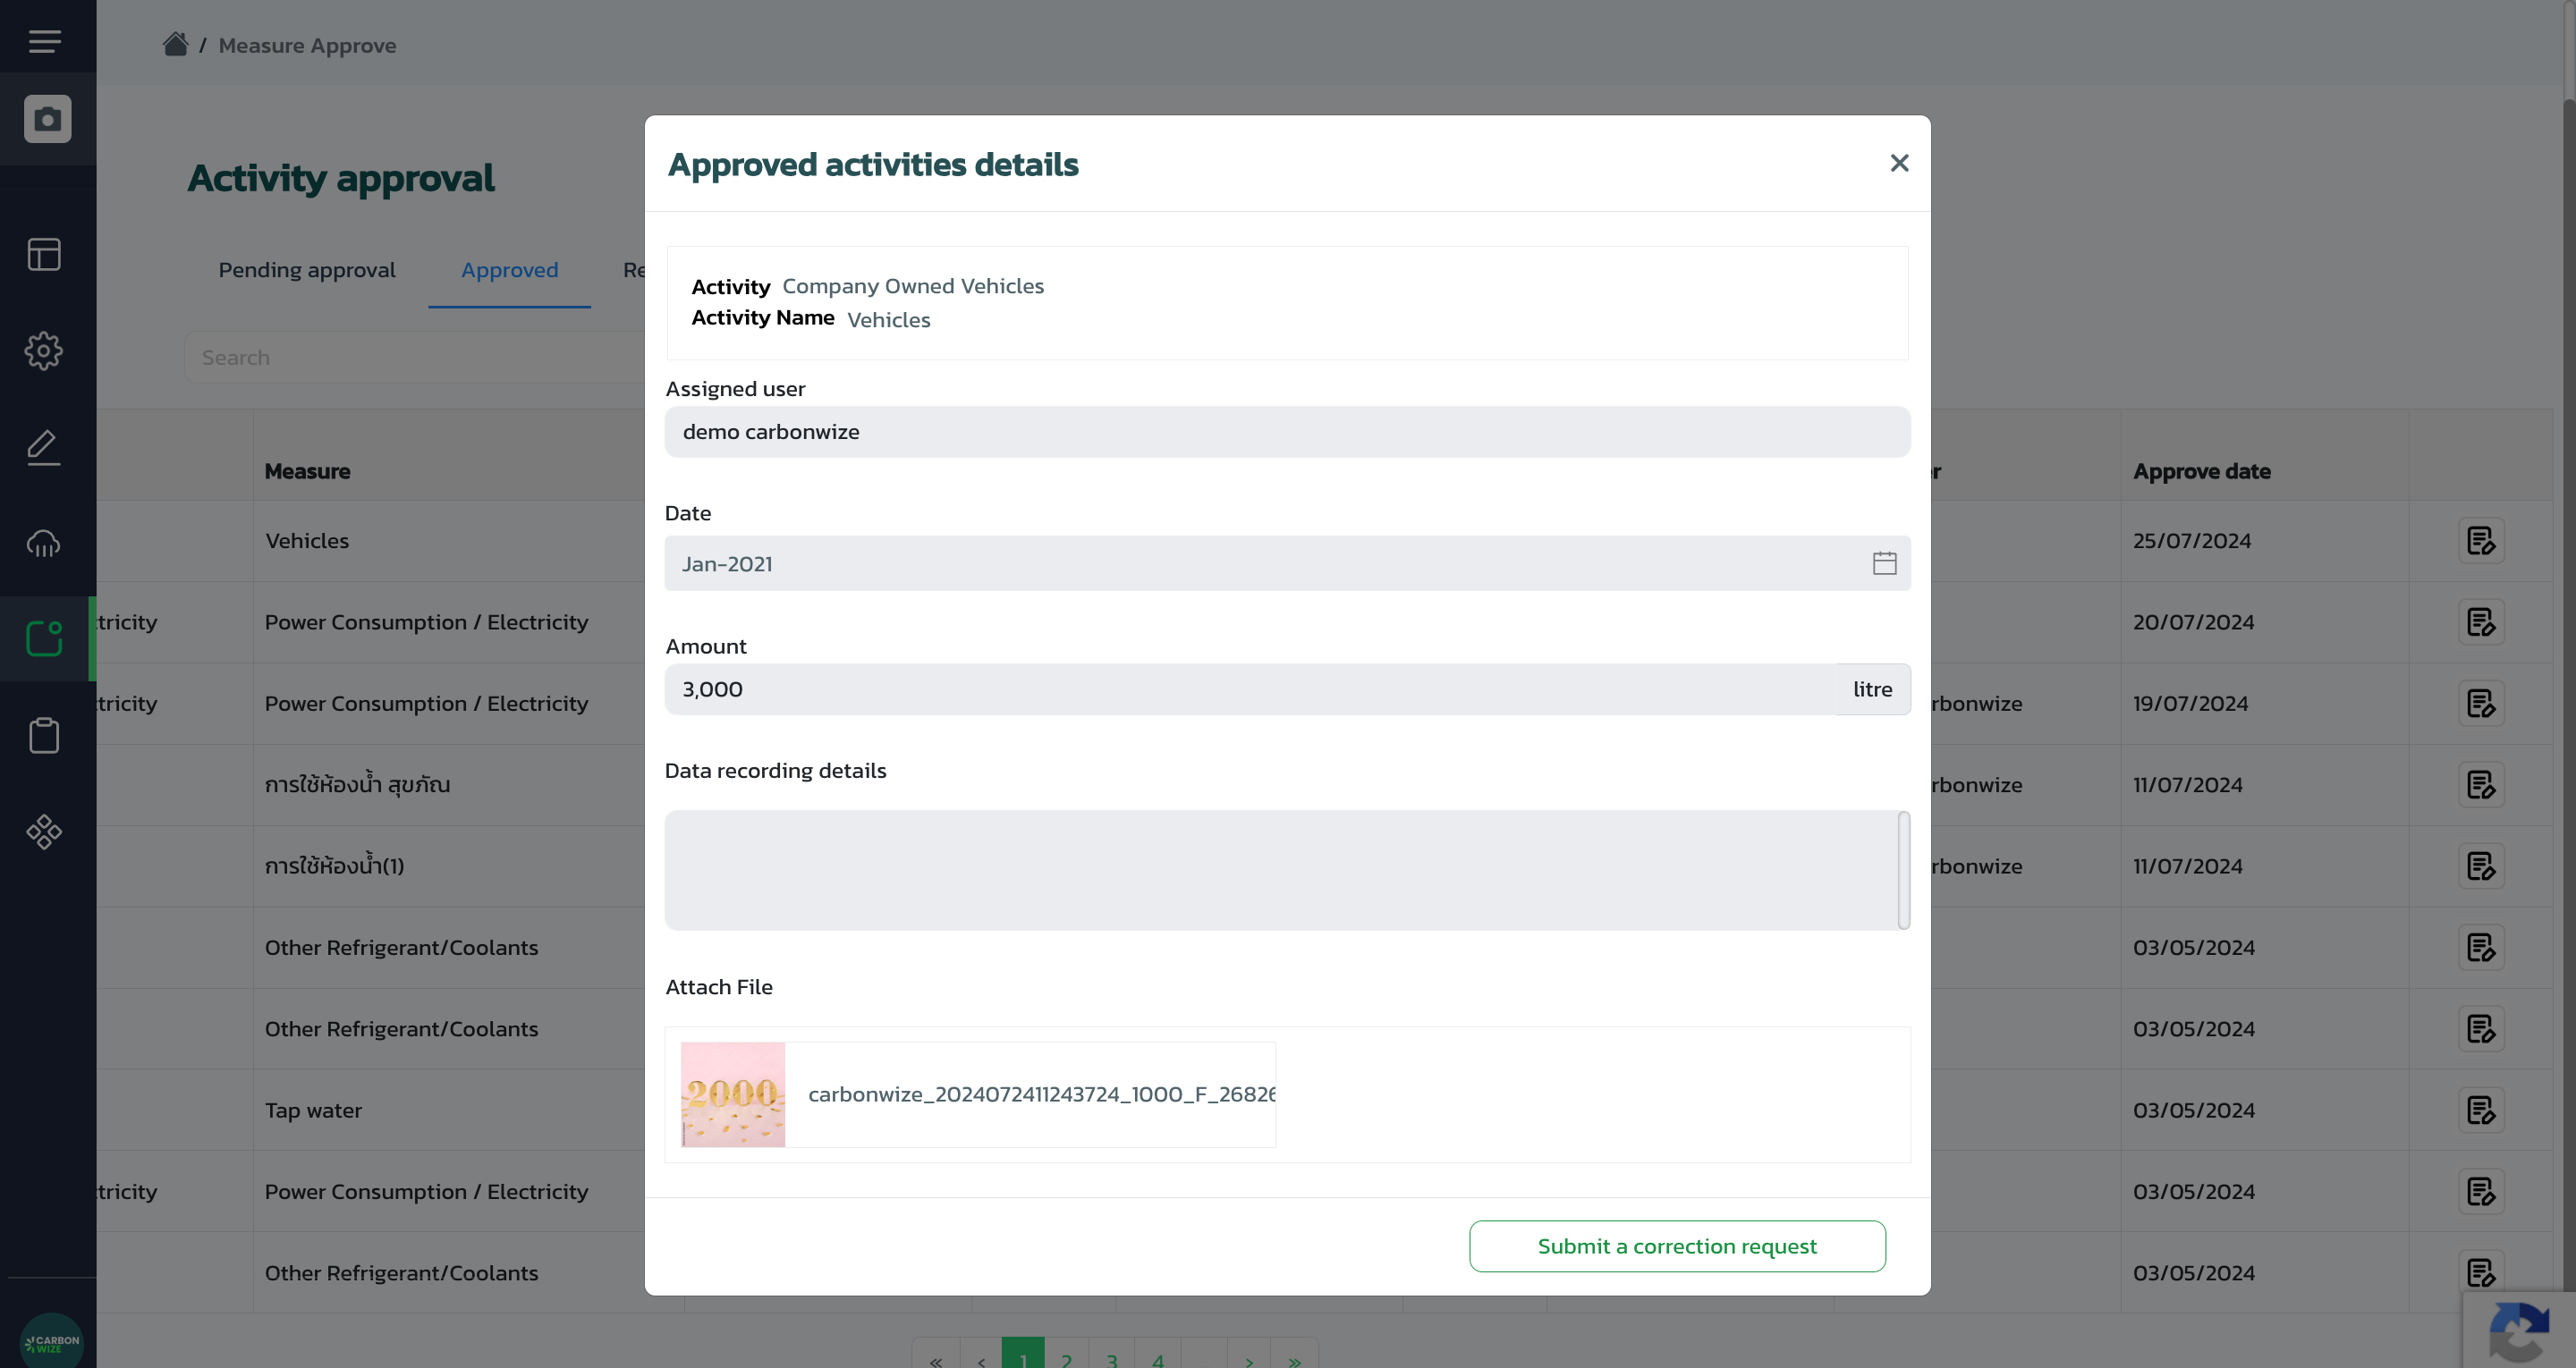 / Measure Approve
Activity approval
Pending approval
Approved
Re
Search
Measure
Approve date
Vehicles
25/07/2024
tricity
Power Consumption / Electricity
20/07/2024
tricity
Power Consumption / Electricity
rbonwize
19/07/2024
การใช้ห้องน้ำ สุขภัณ
rbonwize
11/07/2024
การใช้ห้องน้ำ(1)
rbonwize
11/07/2024
Other Refrigerant/Coolants
03/05/2024
Other Refrigerant/Coolants
03/05/2024
Tap water
03/05/2024
tricity
Power Consumption / Electricity
03/05/2024
Other Refrigerant/Coolants
03/05/2024
« ‹ 1 2 3 4 › »
CARBON
WIZE
Approved activities details
Activity Company Owned Vehicles
Activity Name Vehicles
Assigned user
demo carbonwize
Date
Jan-2021
Amount
3,000
litre
Data recording details
Attach File
2000
carbonwize_2024072411243724_1000_F_26826
Submit a correction request